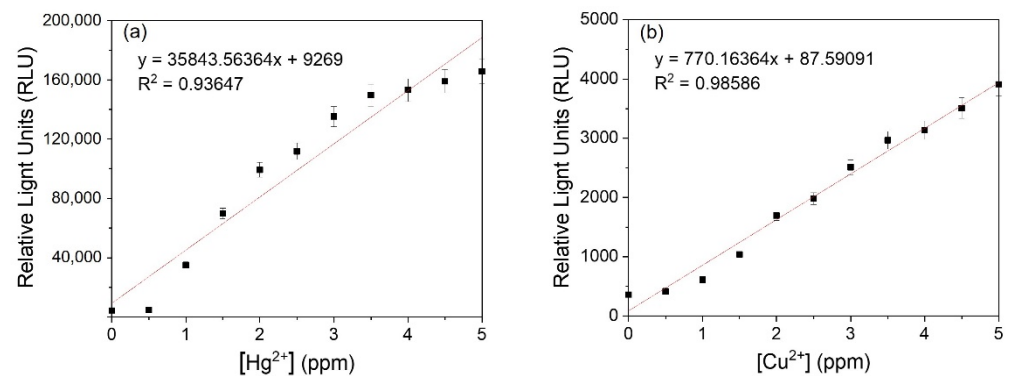 (a)
y = 35843.56364x + 9269
R² = 0.93647
Relative Lignt Units (RLU)
200,000
160,000
120,000
80,000
40,000
0 1 2 3 4 5
[Hg²⁺] (ppm)
(b)
y = 770.16364x + 87.59091
R² = 0.98586
Relative Lignt Units (RLU)
5000
4000
3000
2000
1000
0
0 1 2 3 4 5
[Cu²⁺] (ppm)